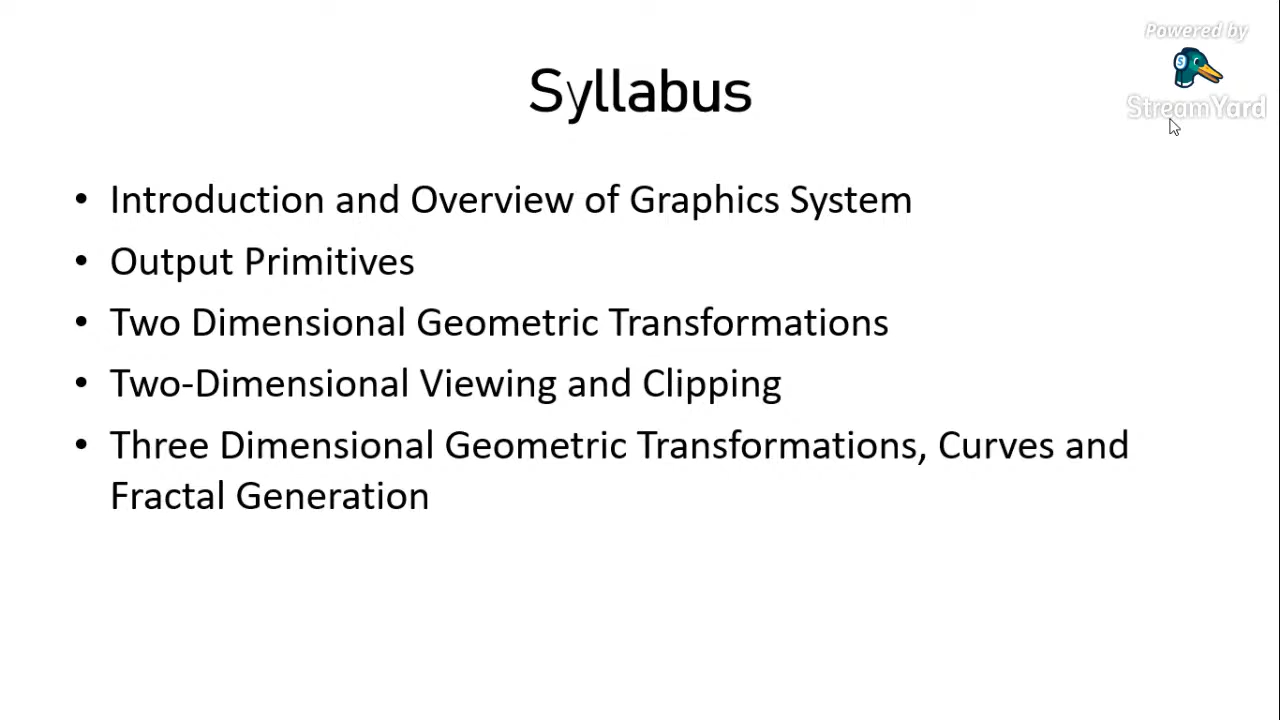 Powered by
StreamYard
Syllabus
• Introduction and Overview of Graphics System
• Output Primitives
• Two Dimensional Geometric Transformations
• Two-Dimensional Viewing and Clipping
• Three Dimensional Geometric Transformations, Curves and
Fractal Generation